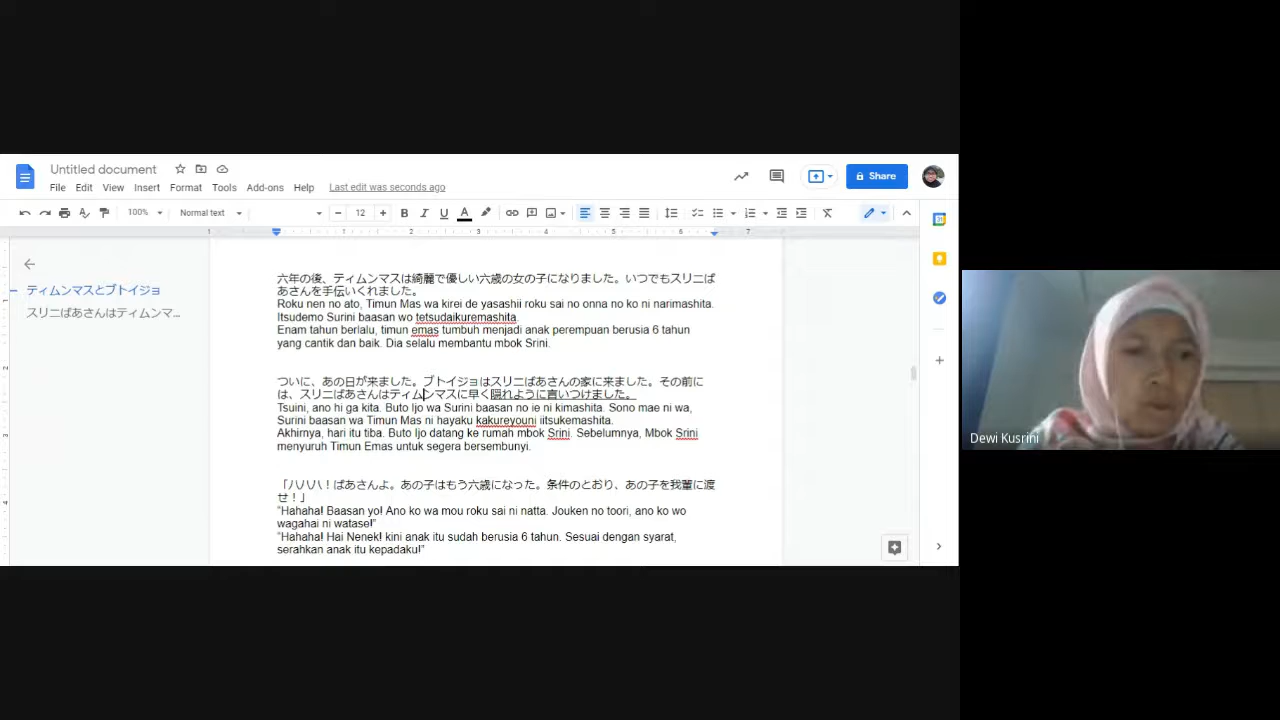 Untitled document
File Edit View Insert Format Tools Add-ons Help Last edit was seconds ago
Share
100% Normal text 12
1 1 2 3 4 5 6 7
ティムンマスとブトイジョ
スリニばあさんはティムンマ...
六年の後、ティムンマスは綺麗で優しい六歳の女の子になりました。いつでもスリニば
あさんを手伝いくれました。
Roku nen no ato, Timun Mas wa kirei de yasashii roku sai no onna no ko ni narimashita.
Itsudemo Surini baasan wo tetsudaikuremashita.
Enam tahun berlalu, timun emas tumbuh menjadi anak perempuan berusia 6 tahun
yang cantik dan baik. Dia selalu membantu mbok Srini.
ついに、あの日が来ました。ブトイジョはスリニばあさんの家に来ました。その前に
は、スリニばあさんはティムンマスに早く隠れように言いつけました。
Tsuini, ano hi ga kita. Buto Ijo wa Surini baasan no ie ni kimashita. Sono mae ni wa,
Surini baasan wa Timun Mas ni hayaku kakureyouni iitsukemashita.
Akhirnya, hari itu tiba. Buto Ijo datang ke rumah mbok Srini. Sebelumnya, Mbok Srini
menyuruh Timun Emas untuk segera bersembunyi.
「ハハハ！ばあさんよ。あの子はもう六歳になった。条件のとおり、あの子を我輩に渡
せ！」
"Hahaha! Baasan yo! Ano ko wa mou roku sai ni natta. Jouken no toori, ano ko wo
wagahai ni watase!"
"Hahaha! Hai Nenek! kini anak itu sudah berusia 6 tahun. Sesuai dengan syarat,
serahkan anak itu kepadaku!"
Dewi Kusrini